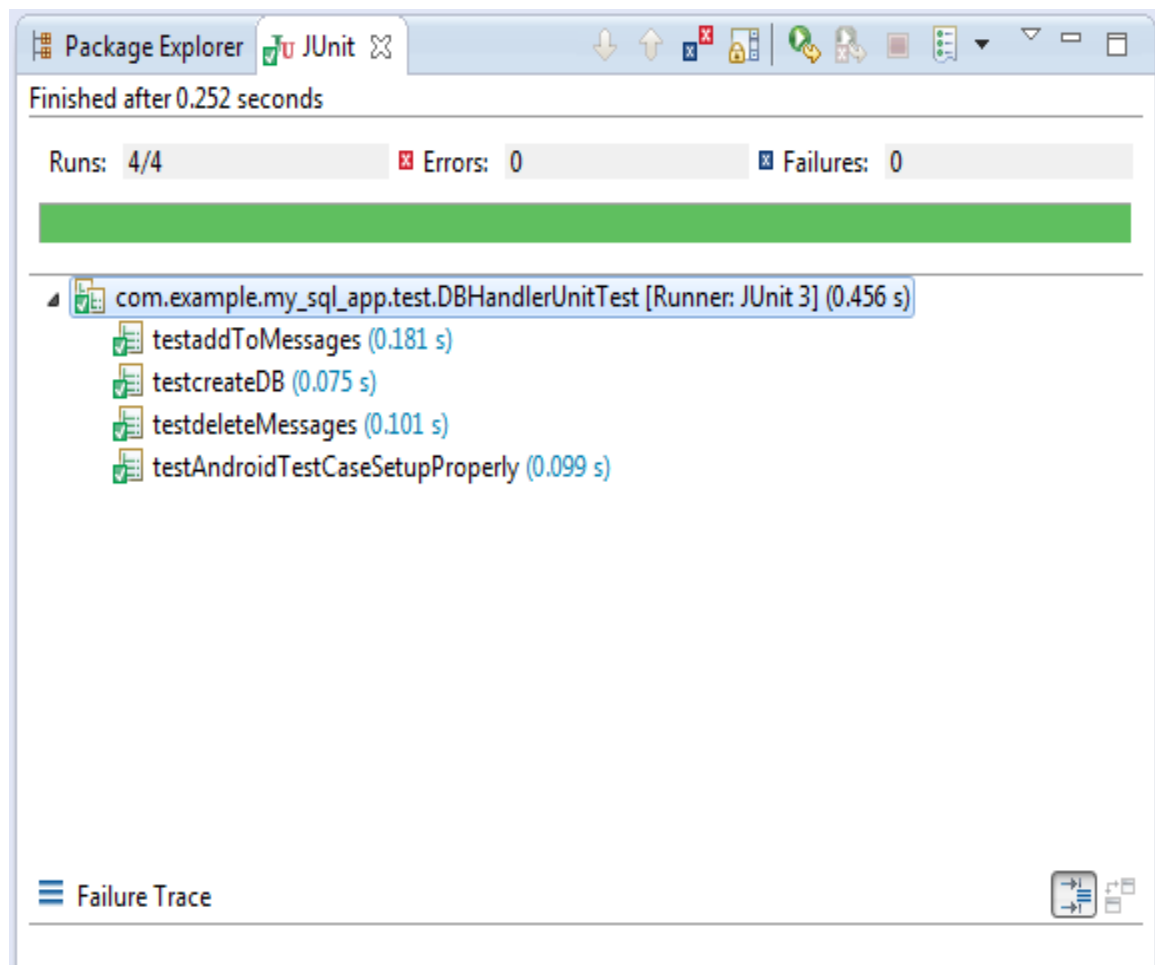 Package Explorer JU JUnit
Finished after 0.252 seconds
Runs: 4/4 Errors: 0 Failures: 0
com.example.my_sql_app.test.DBHandlerUnitTest [Runner: JUnit 3] (0.456 s)
testaddToMessages (0.181 s)
testcreateDB (0.075 s)
testdeleteMessages (0.101 s)
testAndroidTestCaseSetupProperly (0.099 s)
Failure Trace